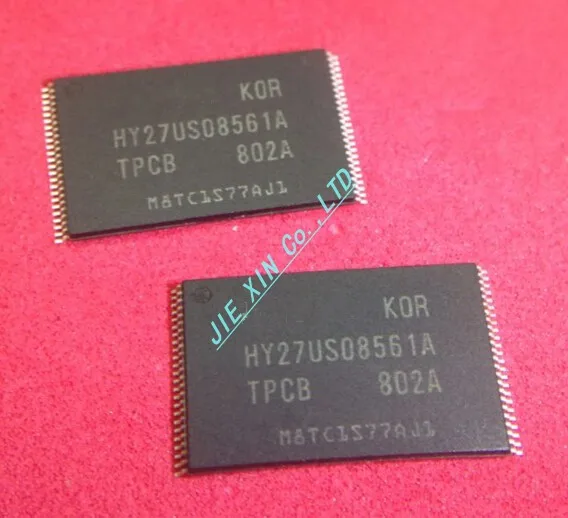 KOR
HY27US08561A
TPCB 802A
M8TC1S77AJ1
JIE XIN Co.,LTD
KOR
HY27US08561A
TPCB 802A
M8TC1S77AJ1